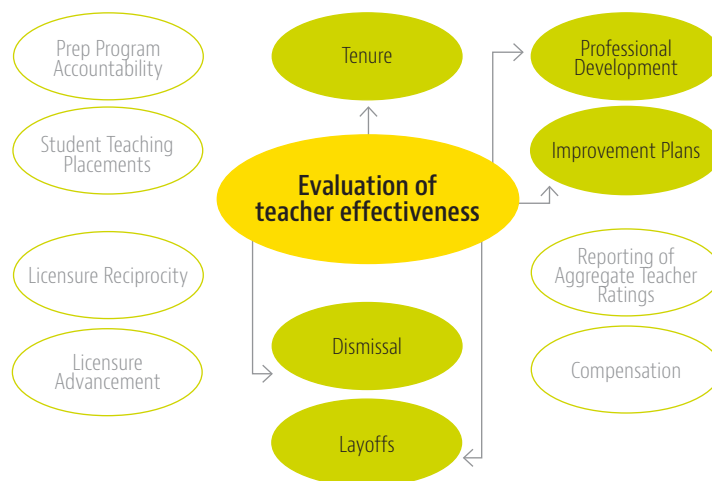 Prep Program
Accountability
Tenure
Professional
Development
Student Teaching
Placements
Improvement Plans
Evaluation of
teacher effectiveness
Licensure Reciprocity
Reporting of
Aggregate Teacher
Ratings
Dismissal
Licensure
Advancement
Compensation
Layoffs